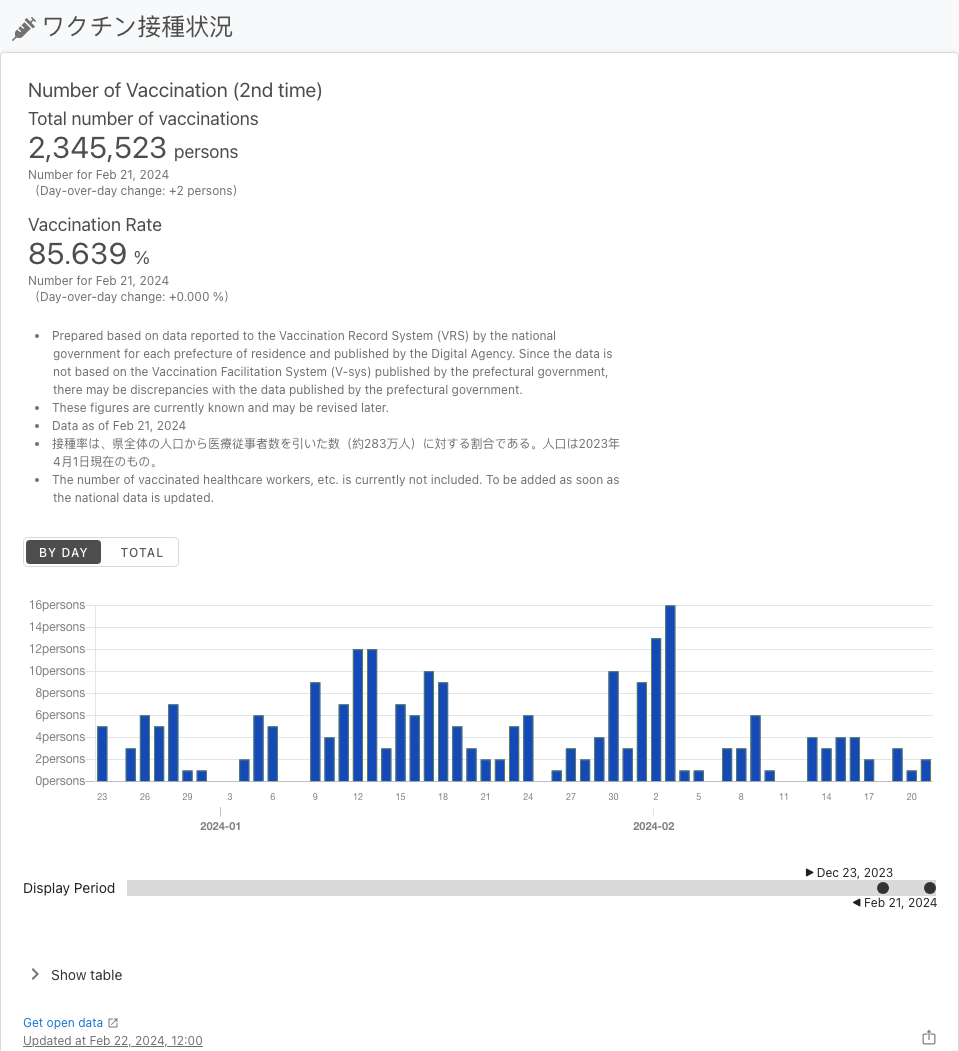 ワクチン接種状況
Number of Vaccination (2nd time)
Total number of vaccinations
2,345,523 persons
Number for Feb 21, 2024
(Day-over-day change: +2 persons)
Vaccination Rate
85.639 %
Number for Feb 21, 2024
(Day-over-day change: +0.000 %)
• Prepared based on data reported to the Vaccination Record System (VRS) by the national
government for each prefecture of residence and published by the Digital Agency. Since the data is
not based on the Vaccination Facilitation System (V-sys) published by the prefectural government,
there may be discrepancies with the data published by the prefectural government.
• These figures are currently known and may be revised later.
• Data as of Feb 21, 2024
• 接種率は、県全体の人口から医療従事者数を引いた数（約283万人）に対する割合である。人口は2023年
4月1日現在のもの。
• The number of vaccinated healthcare workers, etc. is currently not included. To be added as soon as
the national data is updated.
BY DAY TOTAL
16persons
14persons
12persons
10persons
8persons
6persons
4persons
2persons
0persons
23 26 29 3 6 9 12 15 18 21 24 27 30 2 5 8 11 14 17 20
2024-01 2024-02
▶ Dec 23, 2023
Display Period
◀ Feb 21, 2024
Show table
Get open data
Updated at Feb 22, 2024, 12:00